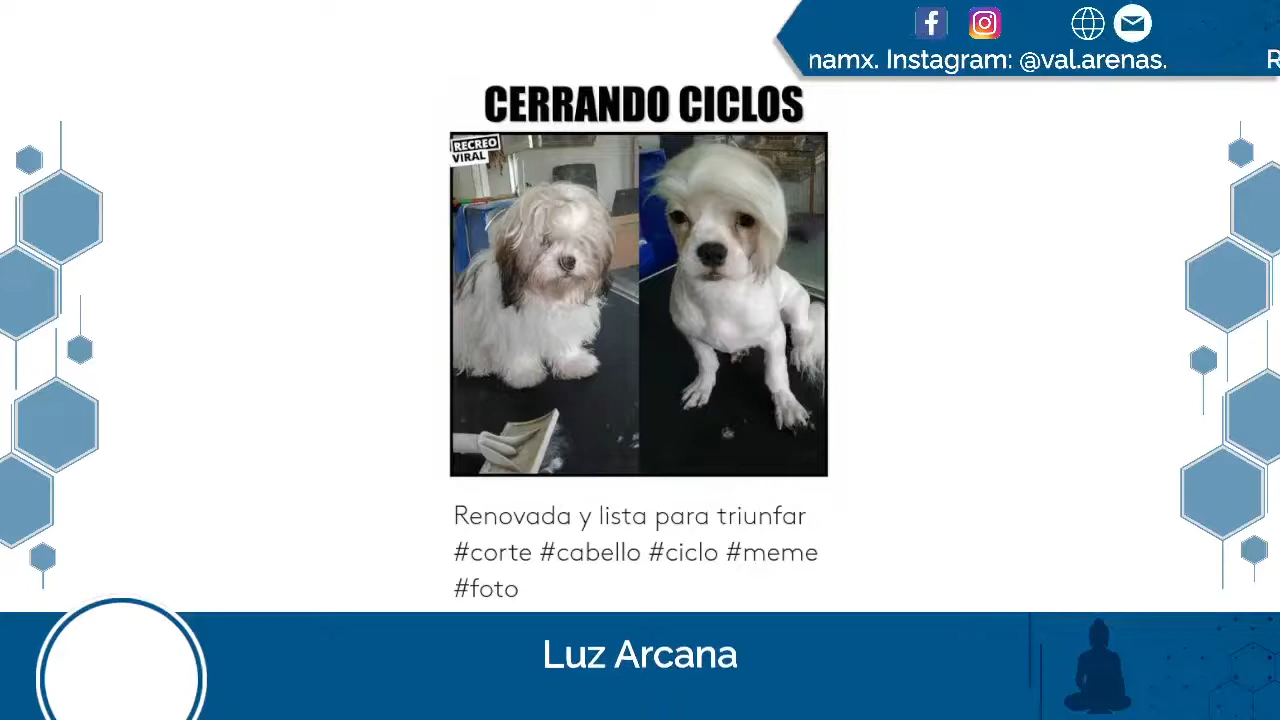 namx. Instagram: @val.arenas.
R
CERRANDO CICLOS
RECREO
VIRAL
Renovada y lista para triunfar
#corte #cabello #ciclo #meme
#foto
Luz Arcana